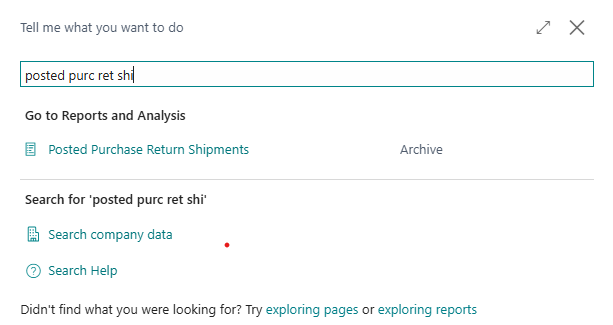 Tell me what you want to do
posted purc ret shi
Go to Reports and Analysis
Posted Purchase Return Shipments Archive
Search for 'posted purc ret shi'
Search company data
Search Help
Didn't find what you were looking for? Try exploring pages or exploring reports